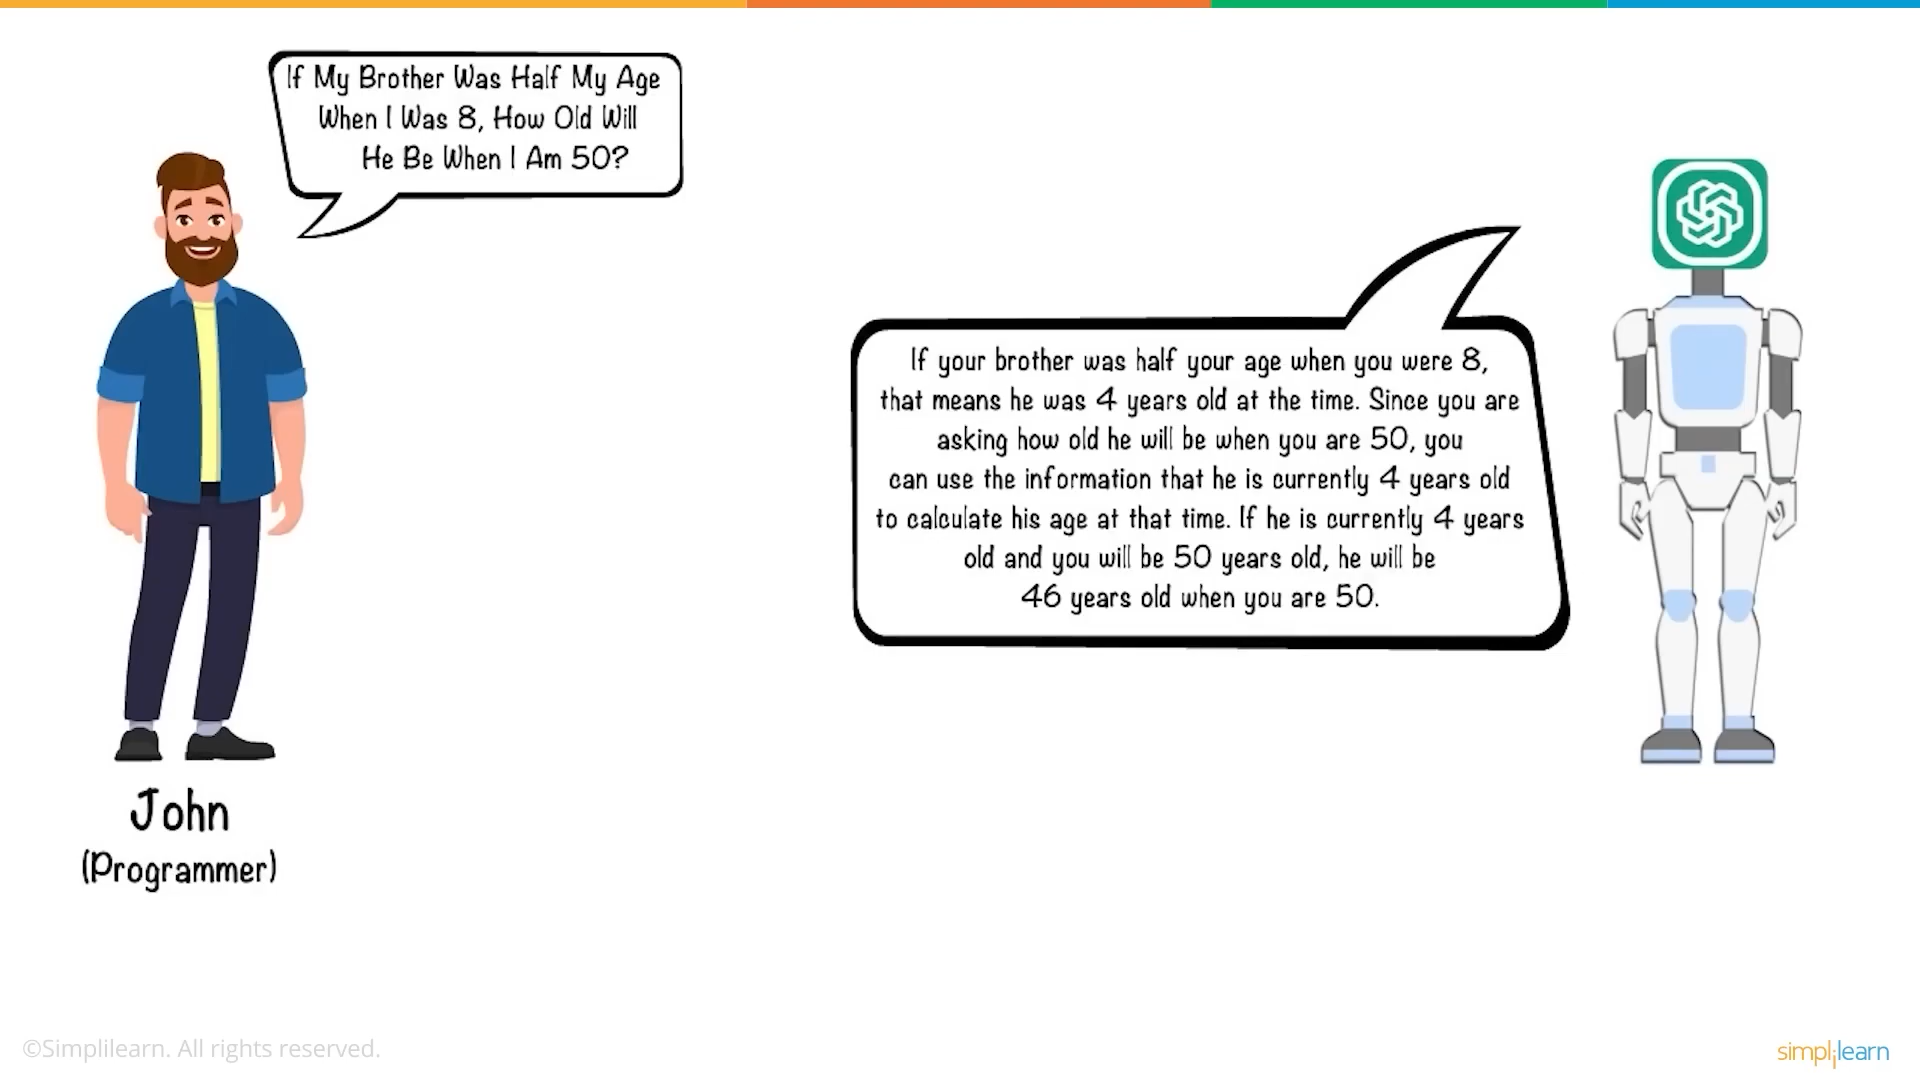 If My Brother Was Half My Age
When I Was 8, How Old Will
He Be When I Am 50?
If your brother was half your age when you were 8,
that means he was 4 years old at the time. Since you are
asking how old he will be when you are 50, you
can use the information that he is currently 4 years old
to calculate his age at that time. If he is currently 4 years
old and you will be 50 years old, he will be
46 years old when you are 50.
John
(Programmer)
©Simplilearn. All rights reserved.
simplilearn